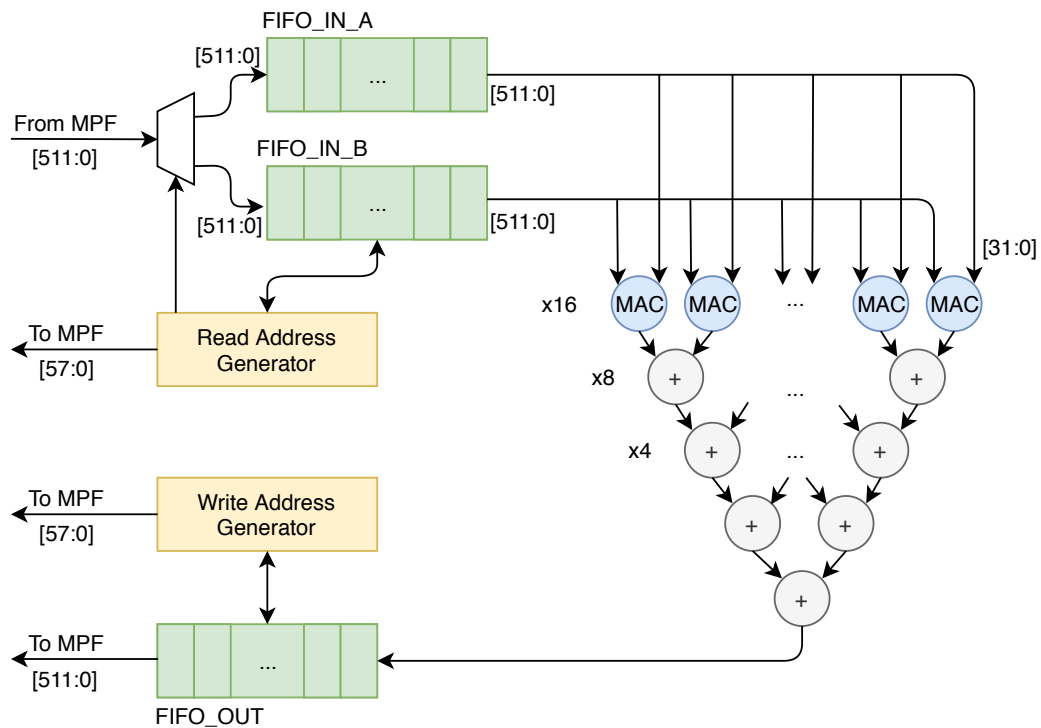 FIFO_IN_A
[511:0]
...
[511:0]
From MPF
[511:0]
FIFO_IN_B
...
[511:0]
[511:0]
[31:0]
x16
MAC
MAC
...
MAC
MAC
To MPF
[57:0]
Read Address
Generator
x8
+
...
+
x4
+
...
+
To MPF
[57:0]
Write Address
Generator
+
+
+
To MPF
[511:0]
...
FIFO_OUT